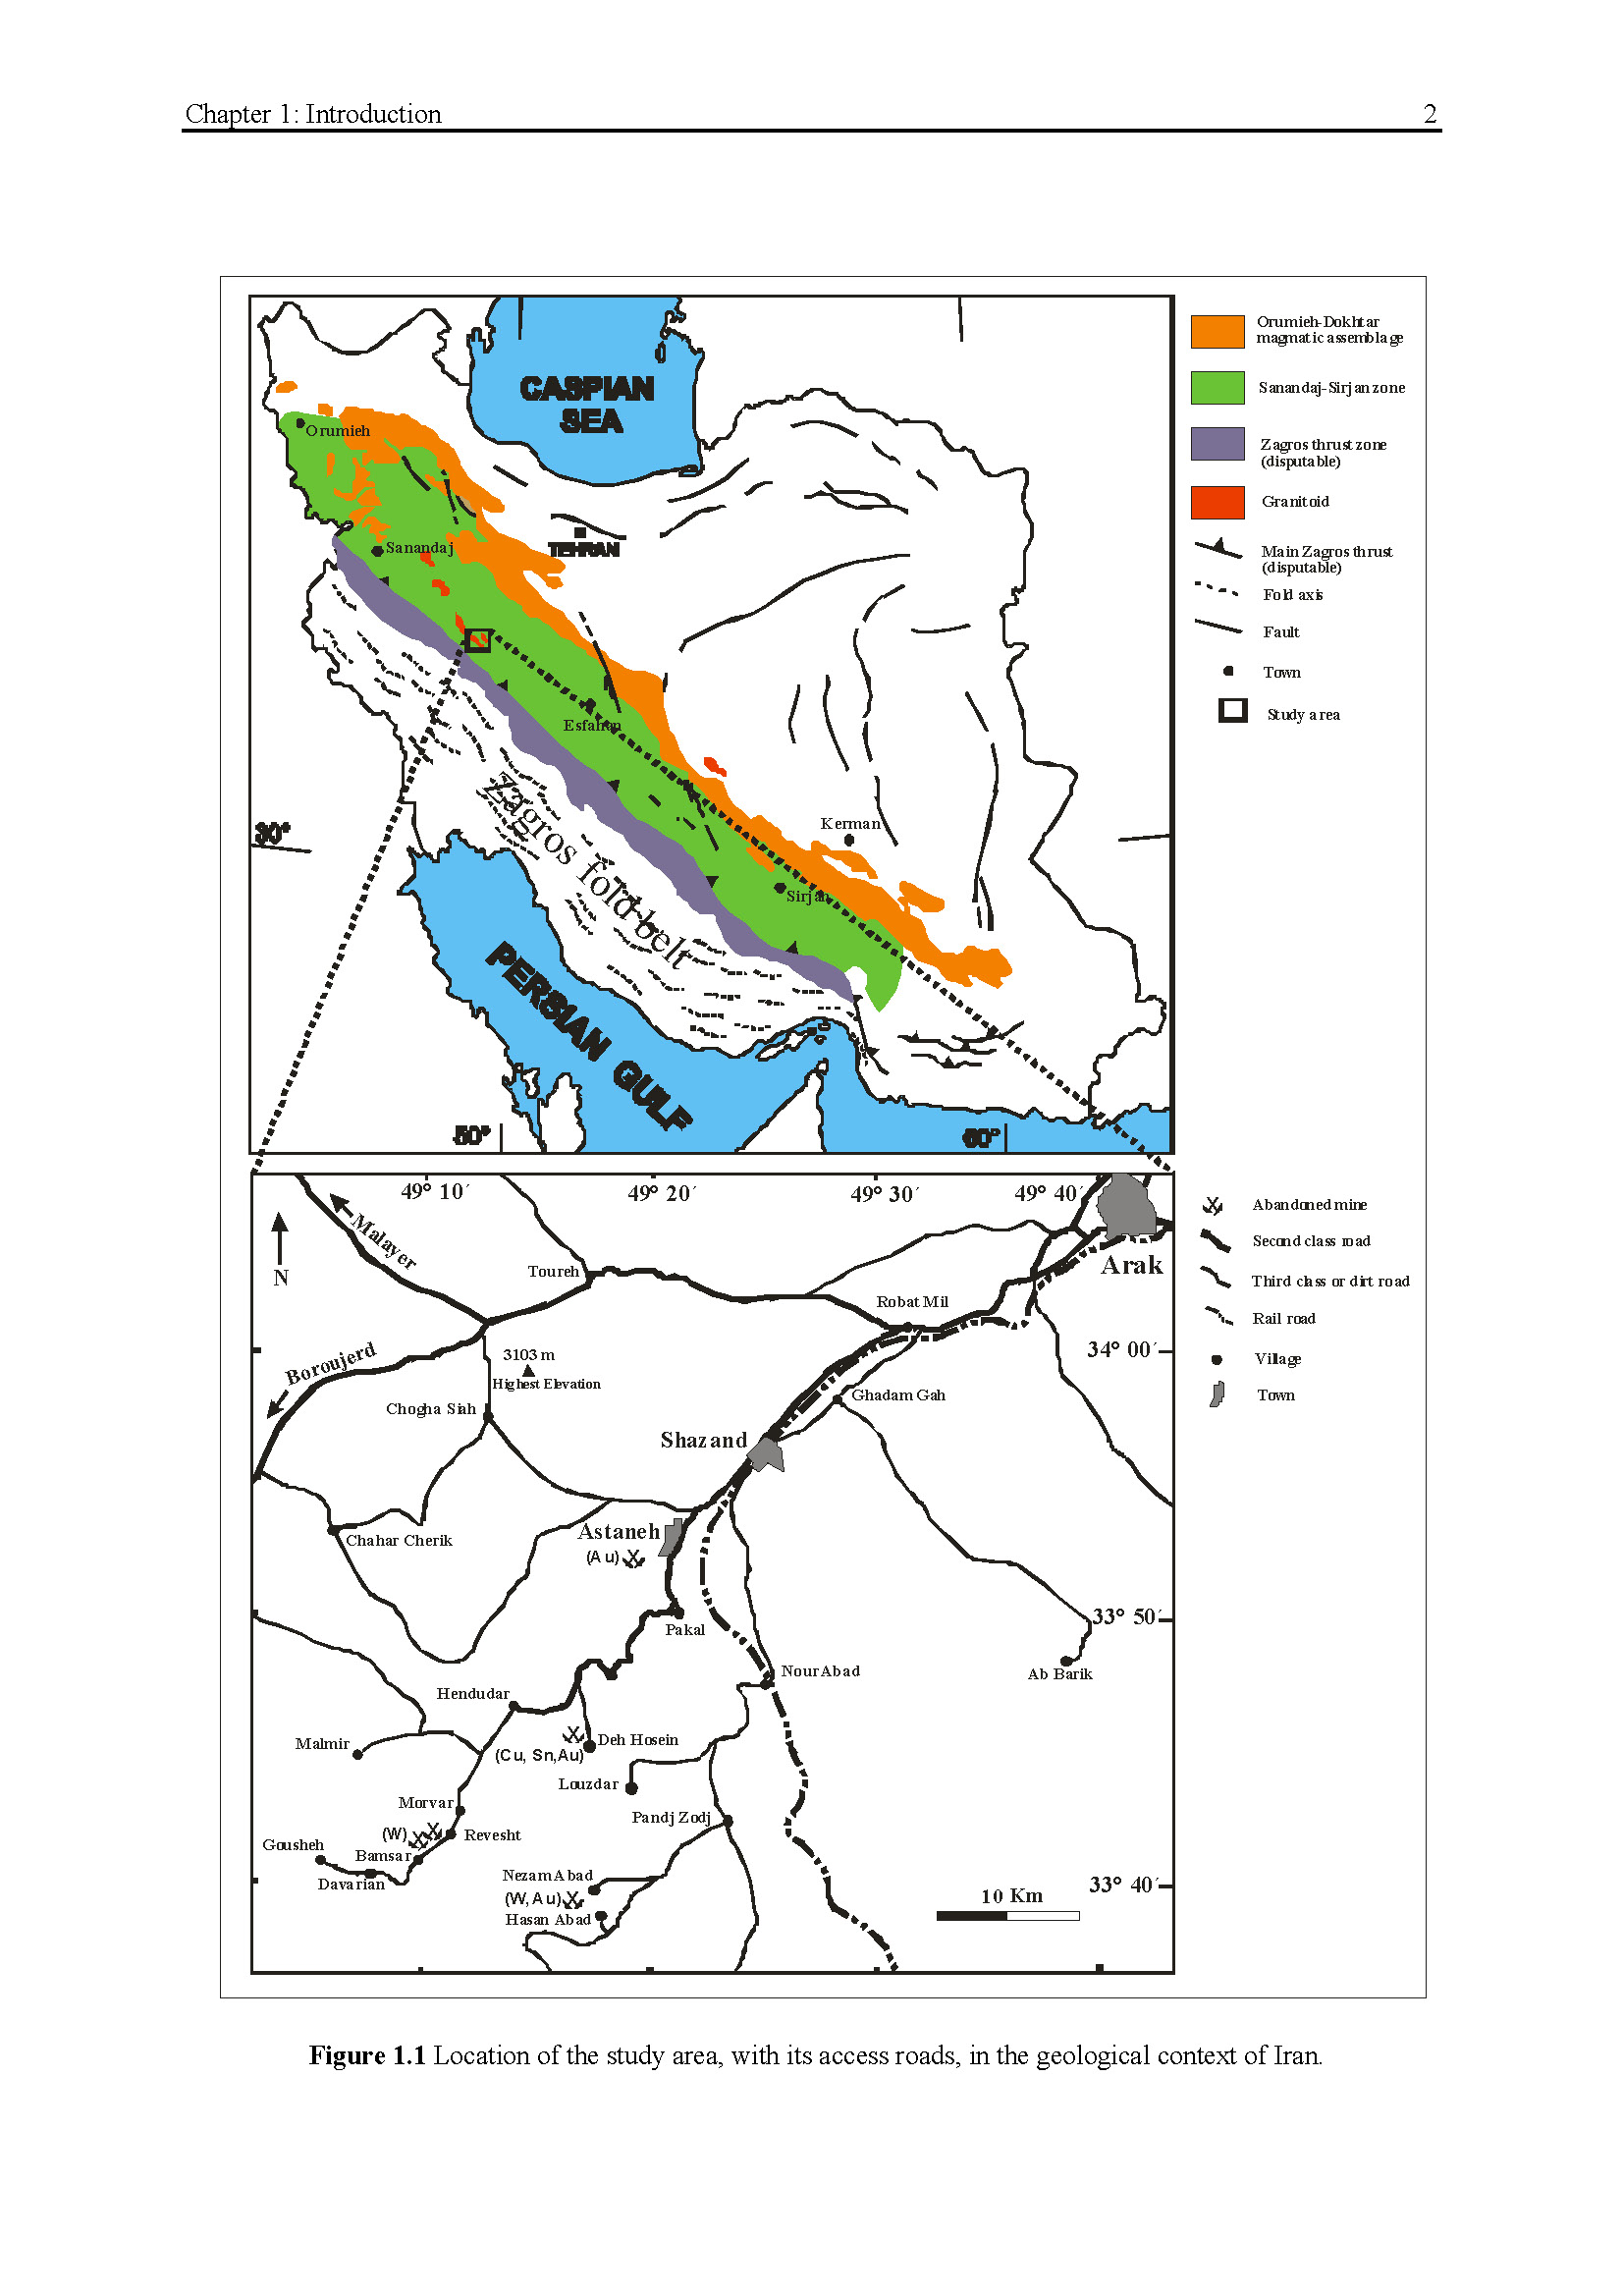 Chapter 1: Introduction 2
CASPIAN
SEA
Orumieh
TEHRAN
Sanandaj
Esfahan
Zagros fold belt
Kerman
30°
Sirjan
PERSIAN GULF
50°
60°
Orumieh-Dokhtar
magmatic assemblage
Sanandaj-Sirjan zone
Zagros thrust zone
(disputable)
Granitoid
Main Zagros thrust
(disputable)
Fold axis
Fault
Town
Study area
49° 10´ 49° 20´ 49° 30´ 49° 40´
Malayer
N
Toureh
Arak
Robat Mil
34° 00´
3103 m
Highest Elevation
Boroujerd
Chogha Siah
Ghadam Gah
Shazand
Astaneh
(Au)
Chahar Cherik
33° 50´
Pakal
Nour Abad
Ab Barik
Hendudar
Malmir
Deh Hosein
(Cu, Sn,Au)
Louzdar
Morvar
Pandj Zodj
(W)
Revesht
Gousheh
Bamsar
Davarian
Nezam Abad
(W, Au)
Hasan Abad
33° 40´
10 Km
Abandoned mine
Second class road
Third class or dirt road
Rail road
Village
Town
Figure 1.1 Location of the study area, with its access roads, in the geological context of Iran.